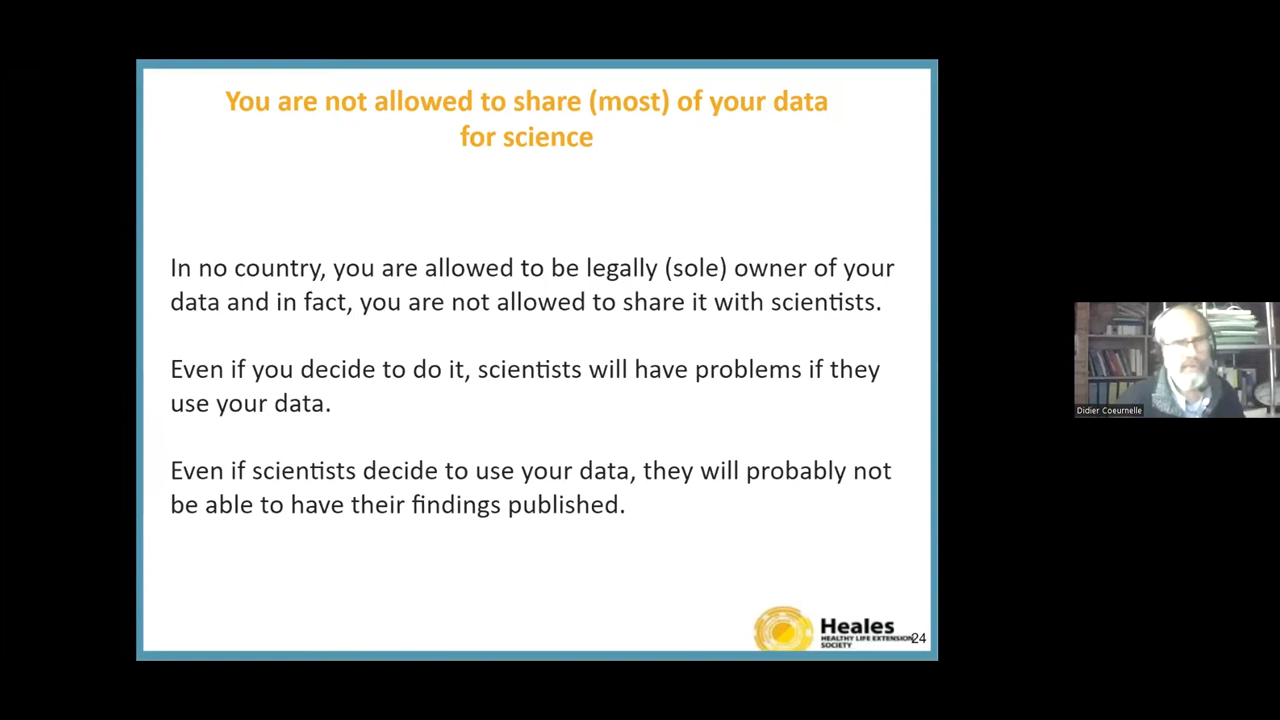 You are not allowed to share (most) of your data
for science
In no country, you are allowed to be legally (sole) owner of your
data and in fact, you are not allowed to share it with scientists.
Even if you decide to do it, scientists will have problems if they
use your data.
Even if scientists decide to use your data, they will probably not
be able to have their findings published.
Didier Coeurnelle
Heales
HEALTHY LIFE EXTENSION
SOCIETY
24